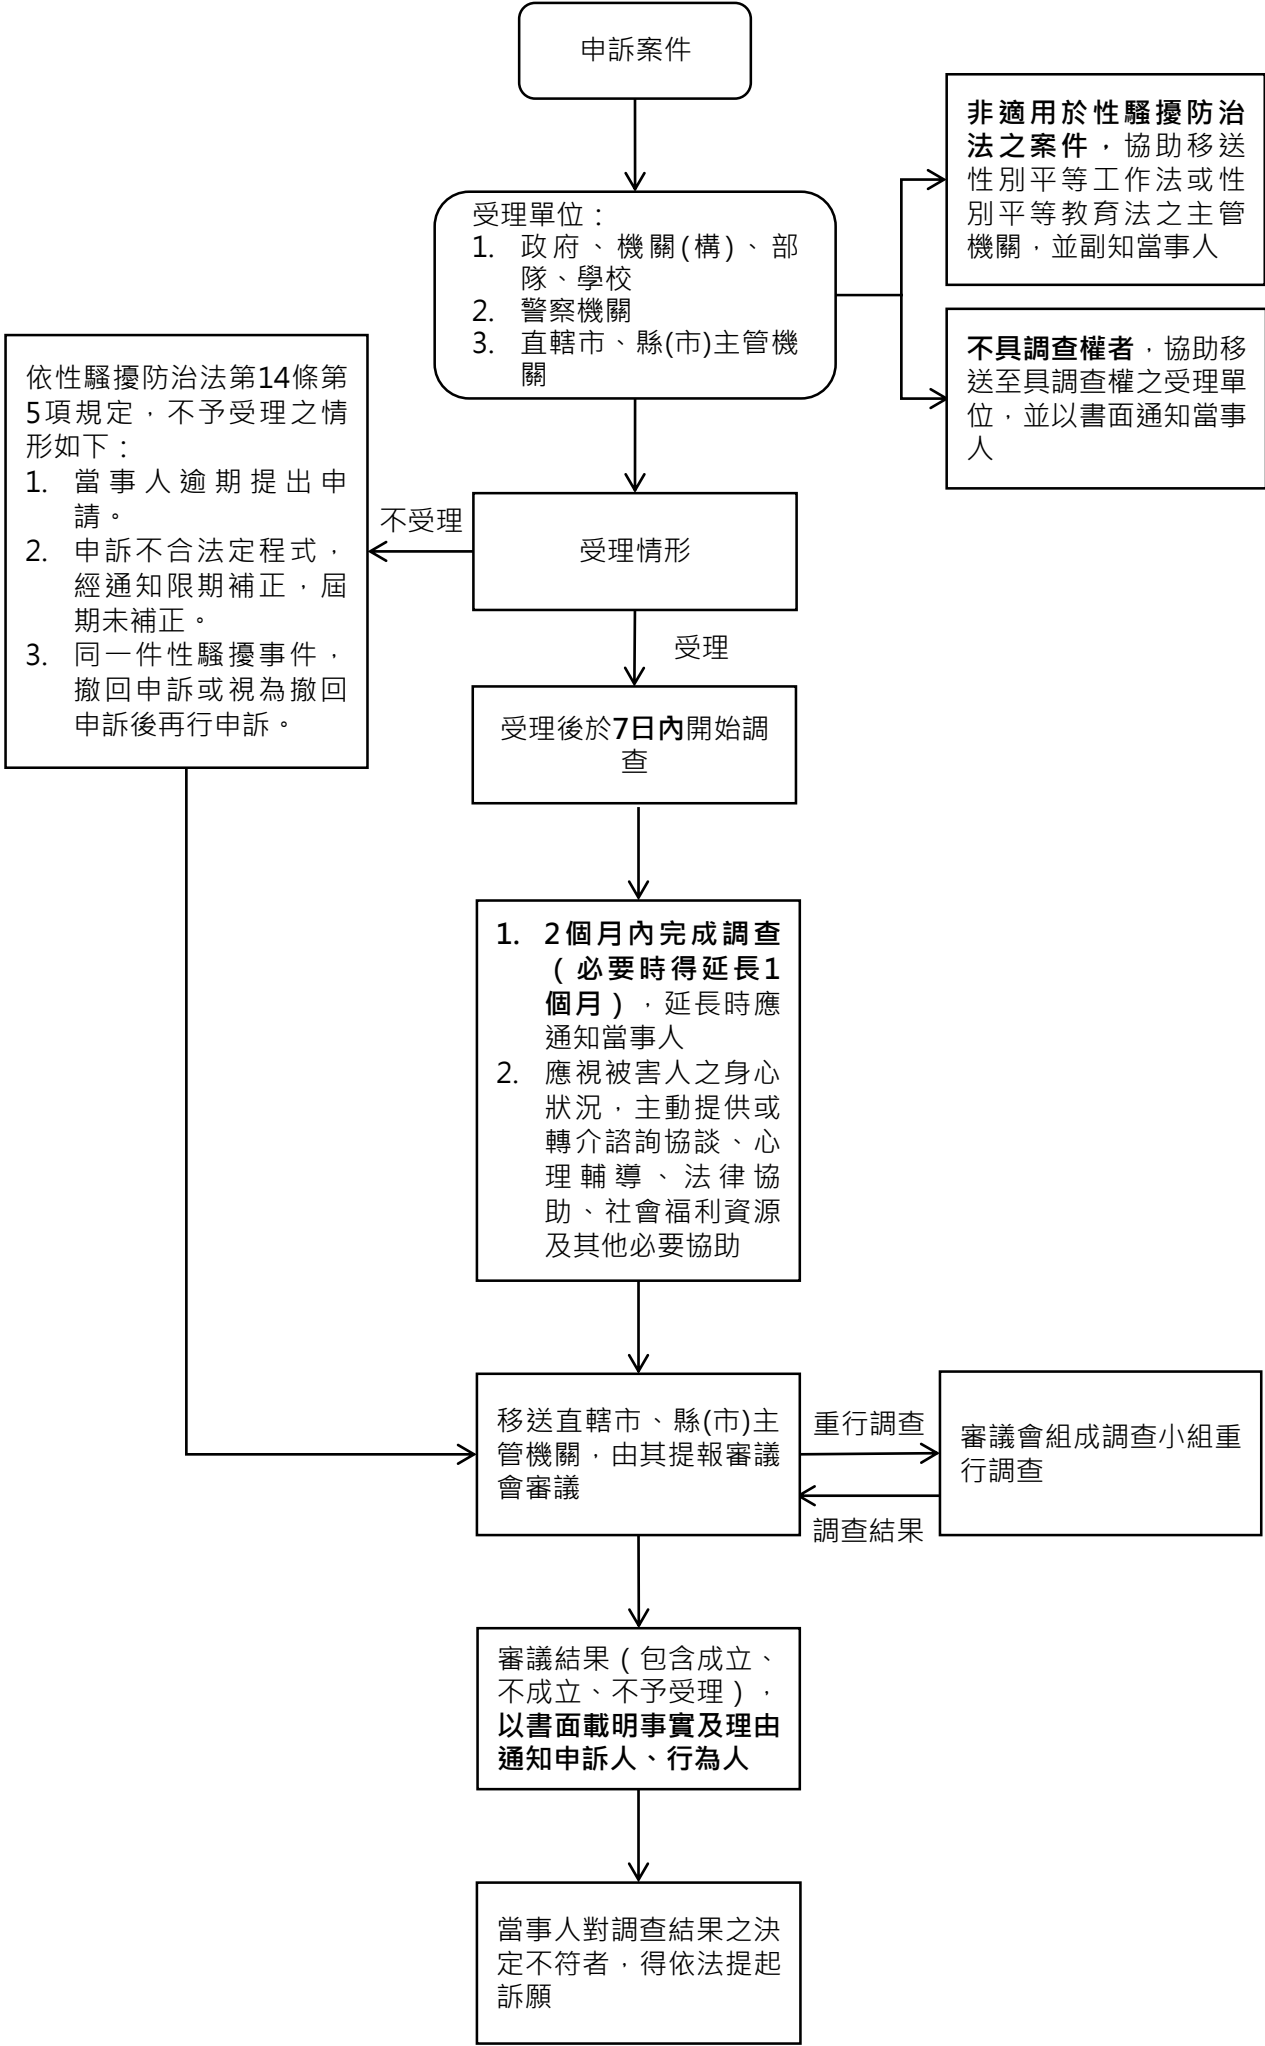 申訴案件
非適用於性騷擾防治
法之案件，協助移送
性別平等工作法或性
別平等教育法之主管
機關，並副知當事人
受理單位：
1. 政府、機關(構)、部
隊、學校
2. 警察機關
3. 直轄市、縣(市)主管機
關
不具調查權者，協助移
送至具調查權之受理單
位，並以書面通知當事
人
依性騷擾防治法第14條第
5項規定，不予受理之情
形如下：
1. 當事人逾期提出申
請。
2. 申訴不合法定程式，
經通知限期補正，屆
期未補正。
3. 同一件性騷擾事件，
撤回申訴或視為撤回
申訴後再行申訴。
不受理
受理情形
受理
受理後於7日內開始調
查
1. 2個月內完成調查
（必要時得延長1
個月），延長時應
通知當事人
2. 應視被害人之身心
狀況，主動提供或
轉介諮詢協談、心
理輔導、法律協
助、社會福利資源
及其他必要協助
移送直轄市、縣(市)主
管機關，由其提報審議
會審議
重行調查
審議會組成調查小組重
行調查
調查結果
審議結果（包含成立、
不成立、不予受理），
以書面載明事實及理由
通知申訴人、行為人
當事人對調查結果之決
定不符者，得依法提起
訴願